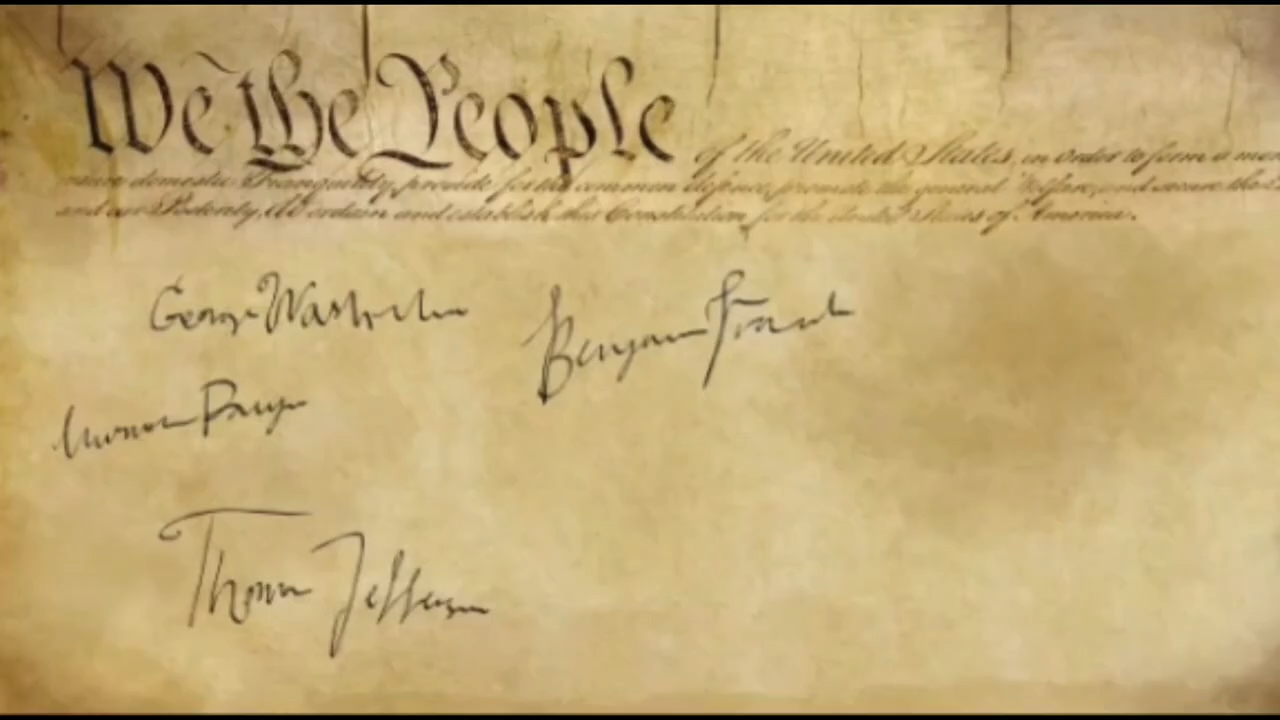 We the People of the United States, in Order to form a mor
domestic Tranquility, provide for the common defence, promote the general Welfare, and secure the
and our Posterity, do ordain and establish this Constitution for the United States of America.
George Washington
Benjamin Frank
Thomas Jefferson